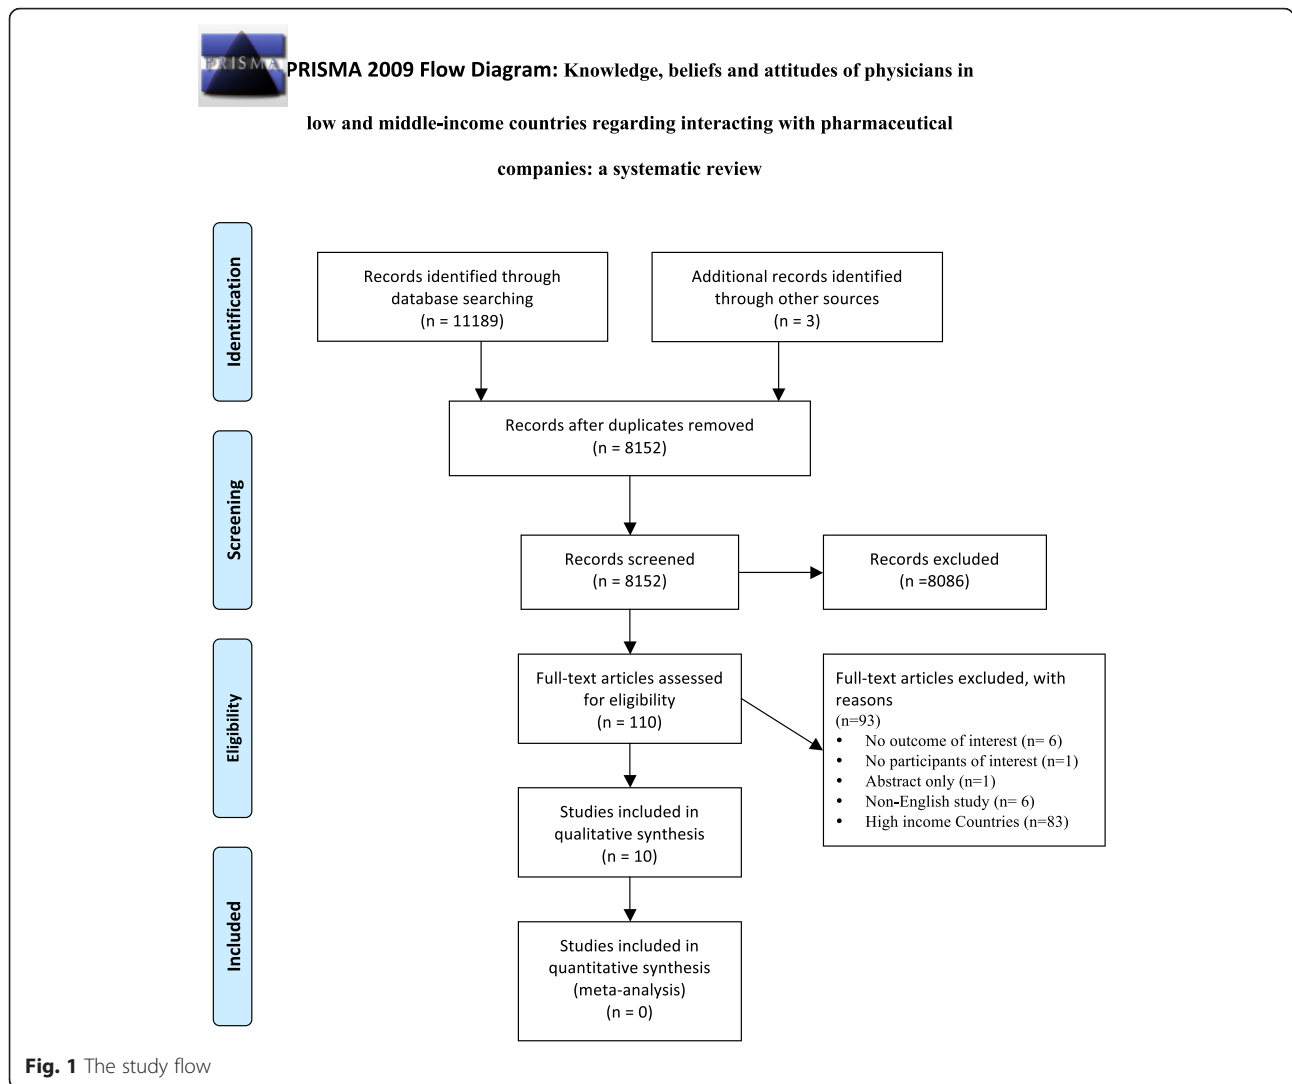 PRISMA
PRISMA 2009 Flow Diagram: Knowledge, beliefs and attitudes of physicians in
low and middle-income countries regarding interacting with pharmaceutical
companies: a systematic review
Identification
Records identified through
database searching
(n = 11189)
Additional records identified
through other sources
(n = 3)
Records after duplicates removed
(n = 8152)
Screening
Records screened
(n = 8152)
Records excluded
(n =8086)
Eligibility
Full-text articles assessed
for eligibility
(n = 110)
Full-text articles excluded, with
reasons
(n=93)
• No outcome of interest (n= 6)
• No participants of interest (n=1)
• Abstract only (n=1)
• Non-English study (n= 6)
• High income Countries (n=83)
Studies included in
qualitative synthesis
(n = 10)
Included
Studies included in
quantitative synthesis
(meta-analysis)
(n = 0)
Fig. 1 The study flow